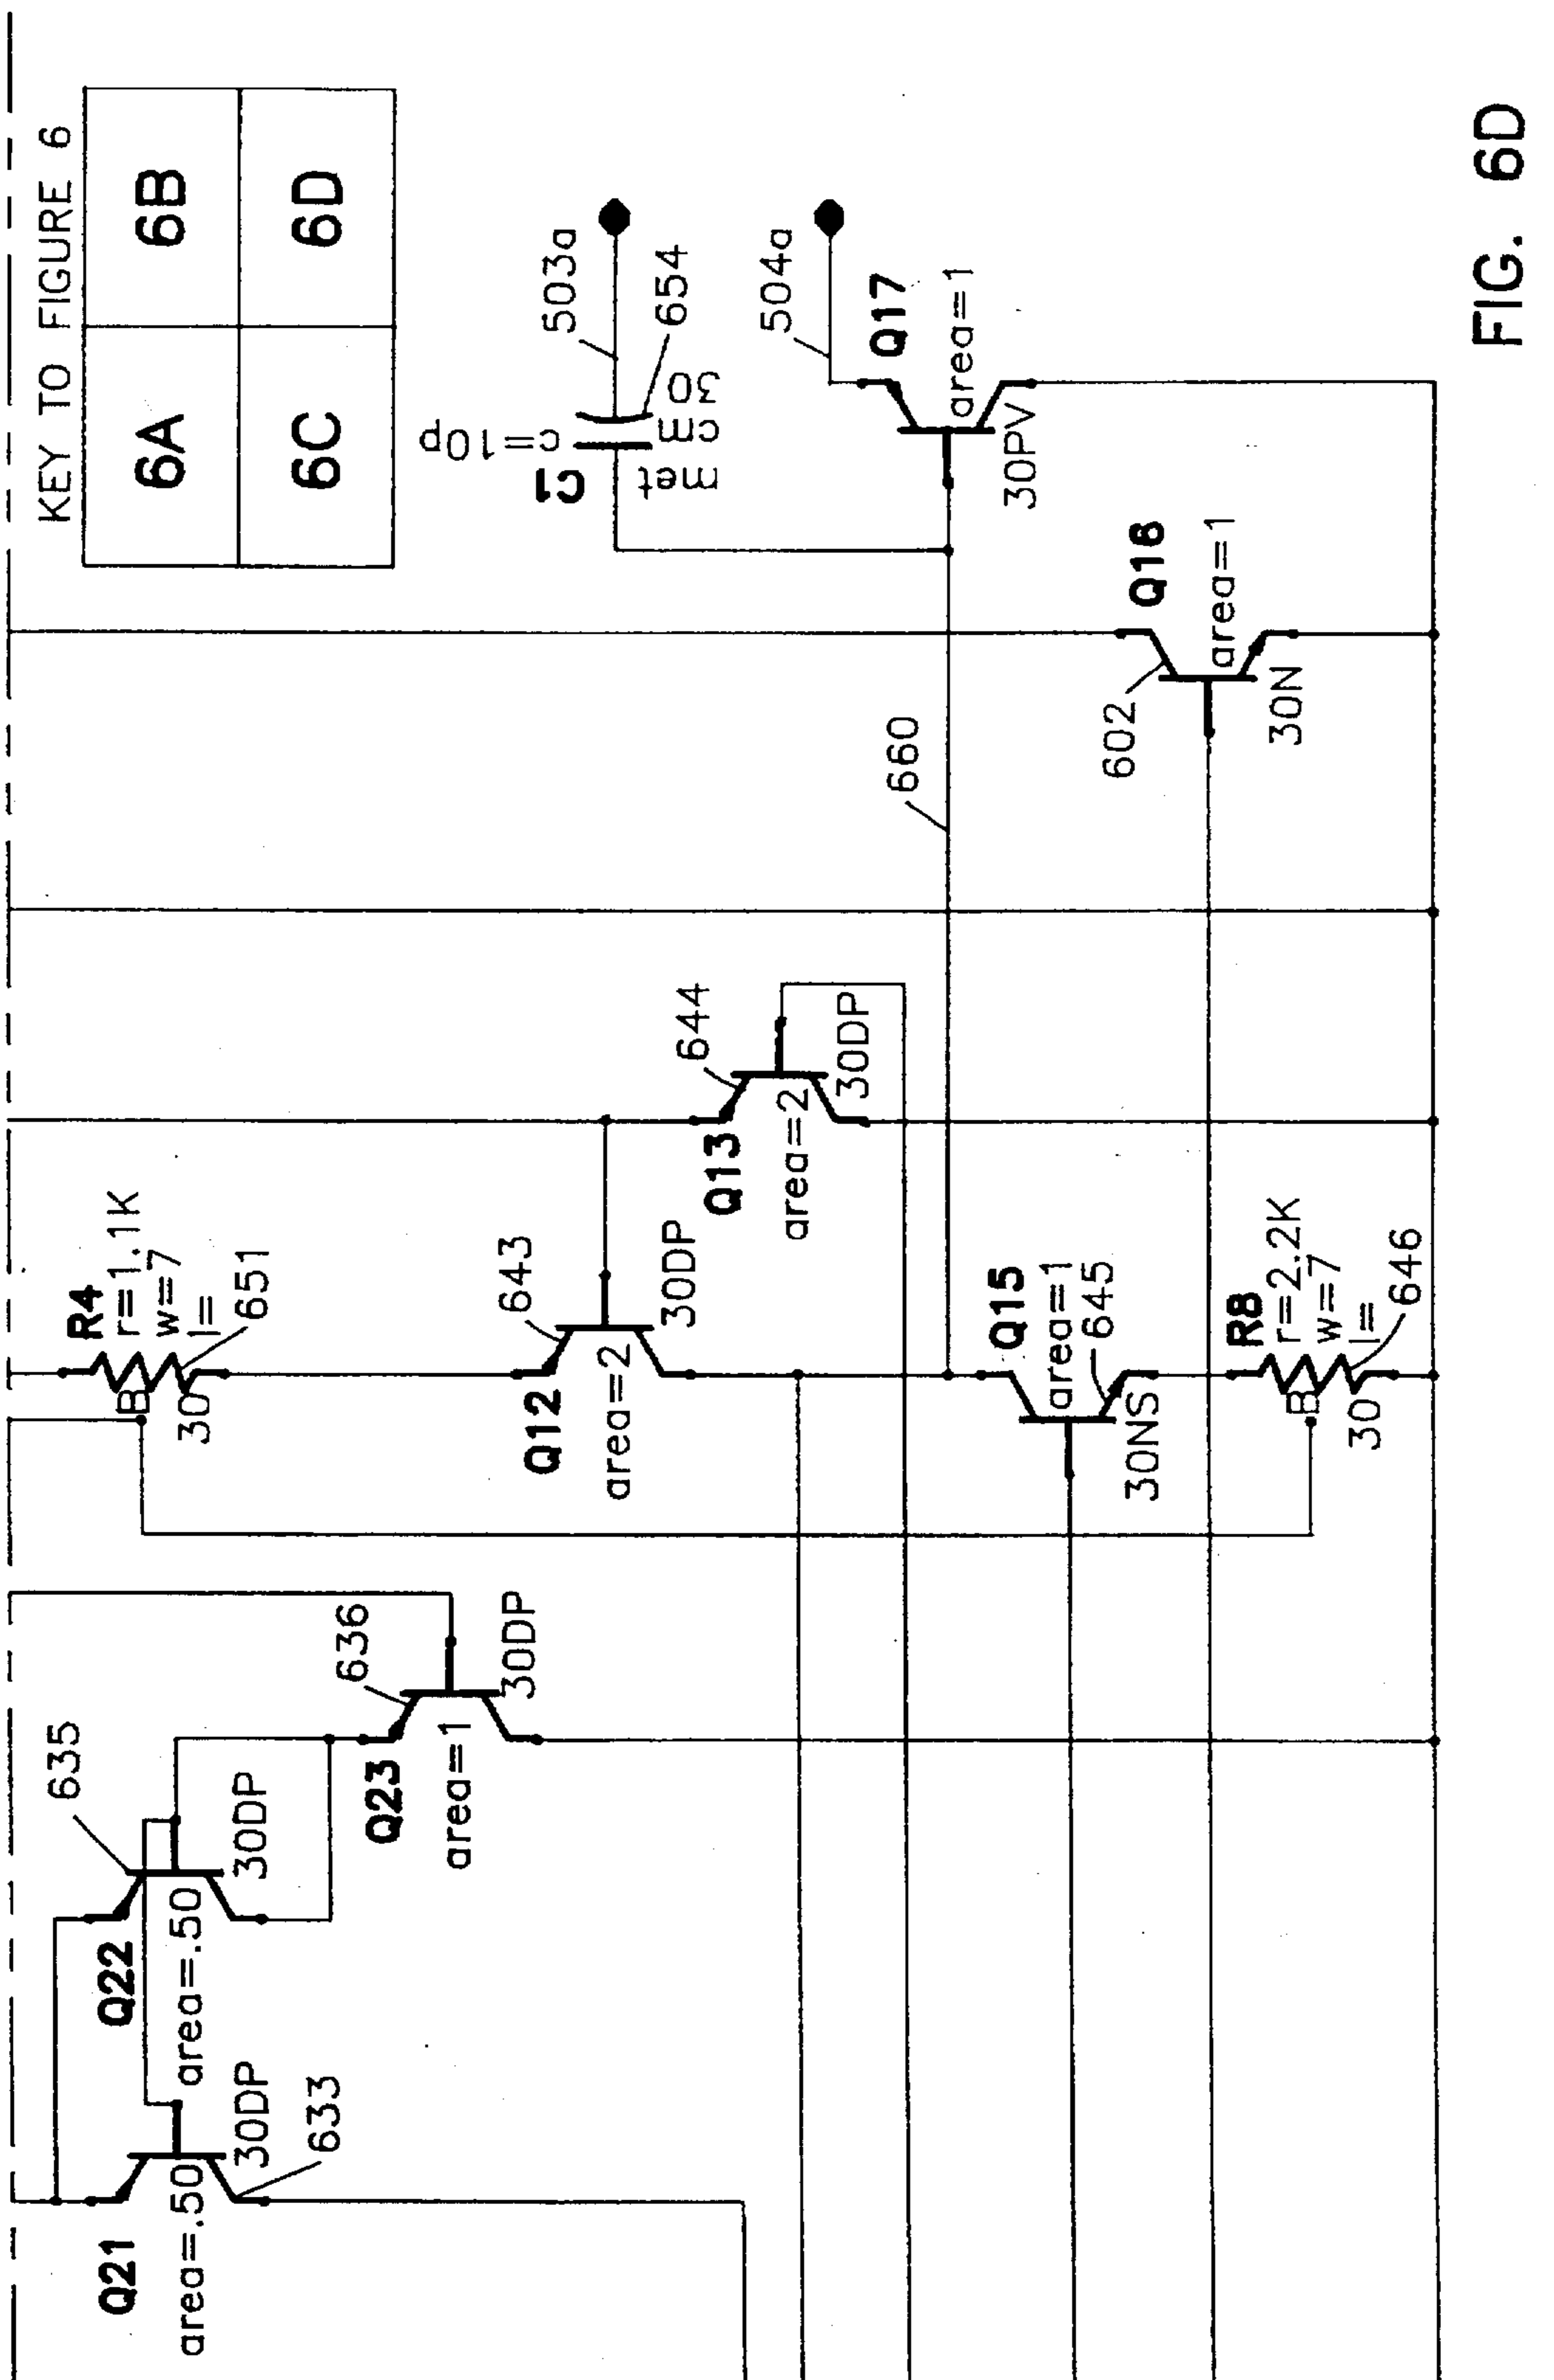 KEY TO FIGURE 6
6A
6B
6C
6D
635
Q21
area=.50
30DP
633
Q22
area=.50
30DP
636
Q23
area=1
30DP
R4
r=1.1K
w=7
l=
B
30
651
643
Q12
area=2
30DP
644
Q13
area=2
30DP
660
Q15
area=1
645
30NS
R8
r=2.2K
w=7
l=
B
30
646
602
Q16
area=1
30N
C1
c=10p
met
cm
30
654
503a
504a
Q17
area=1
30PV
FIG. 6D